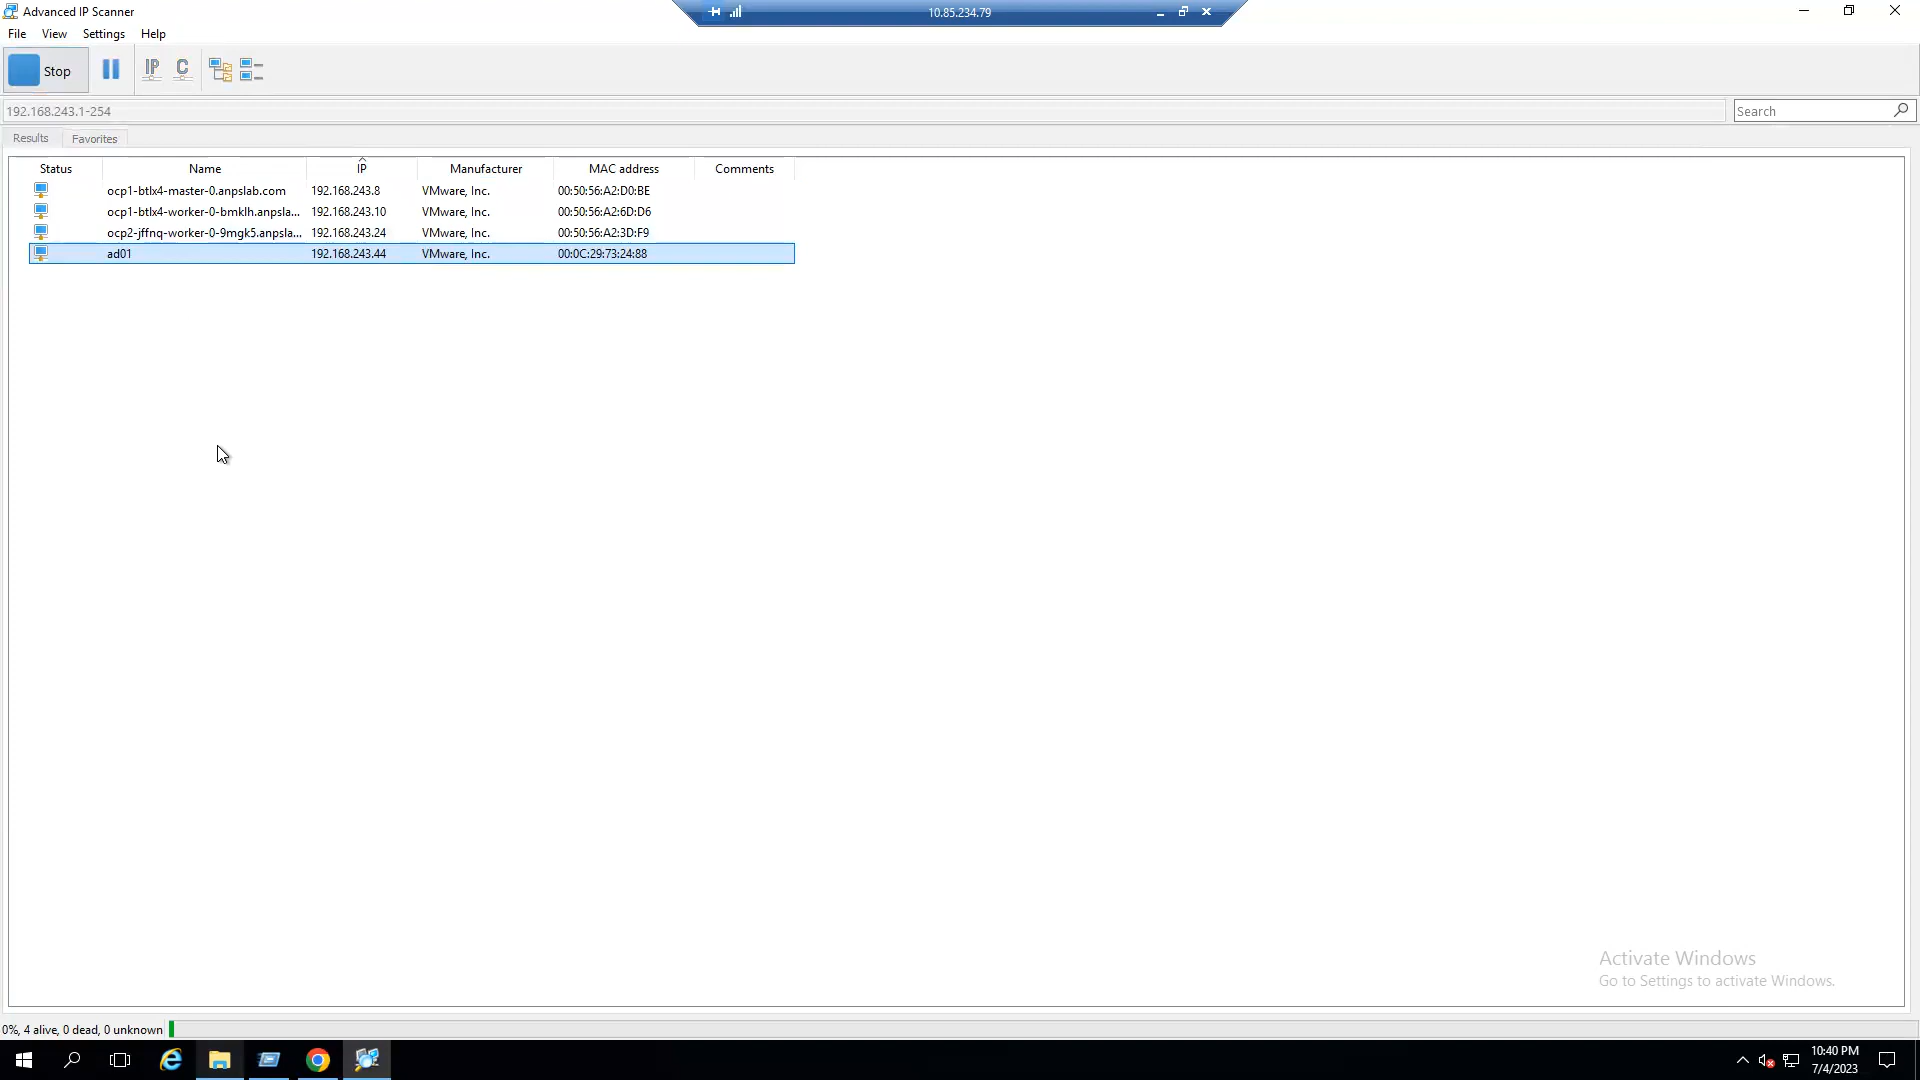 Advanced IP Scanner
10.85.234.79
File View Settings Help
Stop
IP C
192.168.243.1-254
Search
Results Favorites
Status Name IP Manufacturer MAC address Comments
ocp1-btlx4-master-0.anpslab.com 192.168.243.8 VMware, Inc. 00:50:56:A2:D0:BE
ocp1-btlx4-worker-0-bmklh.anpsla... 192.168.243.10 VMware, Inc. 00:50:56:A2:6D:D6
ocp2-jffnq-worker-0-9mgk5.anpsla... 192.168.243.24 VMware, Inc. 00:50:56:A2:3D:F9
ad01 192.168.243.44 VMware, Inc. 00:0C:29:73:24:88
Activate Windows
Go to Settings to activate Windows.
0%, 4 alive, 0 dead, 0 unknown
10:40 PM
7/4/2023